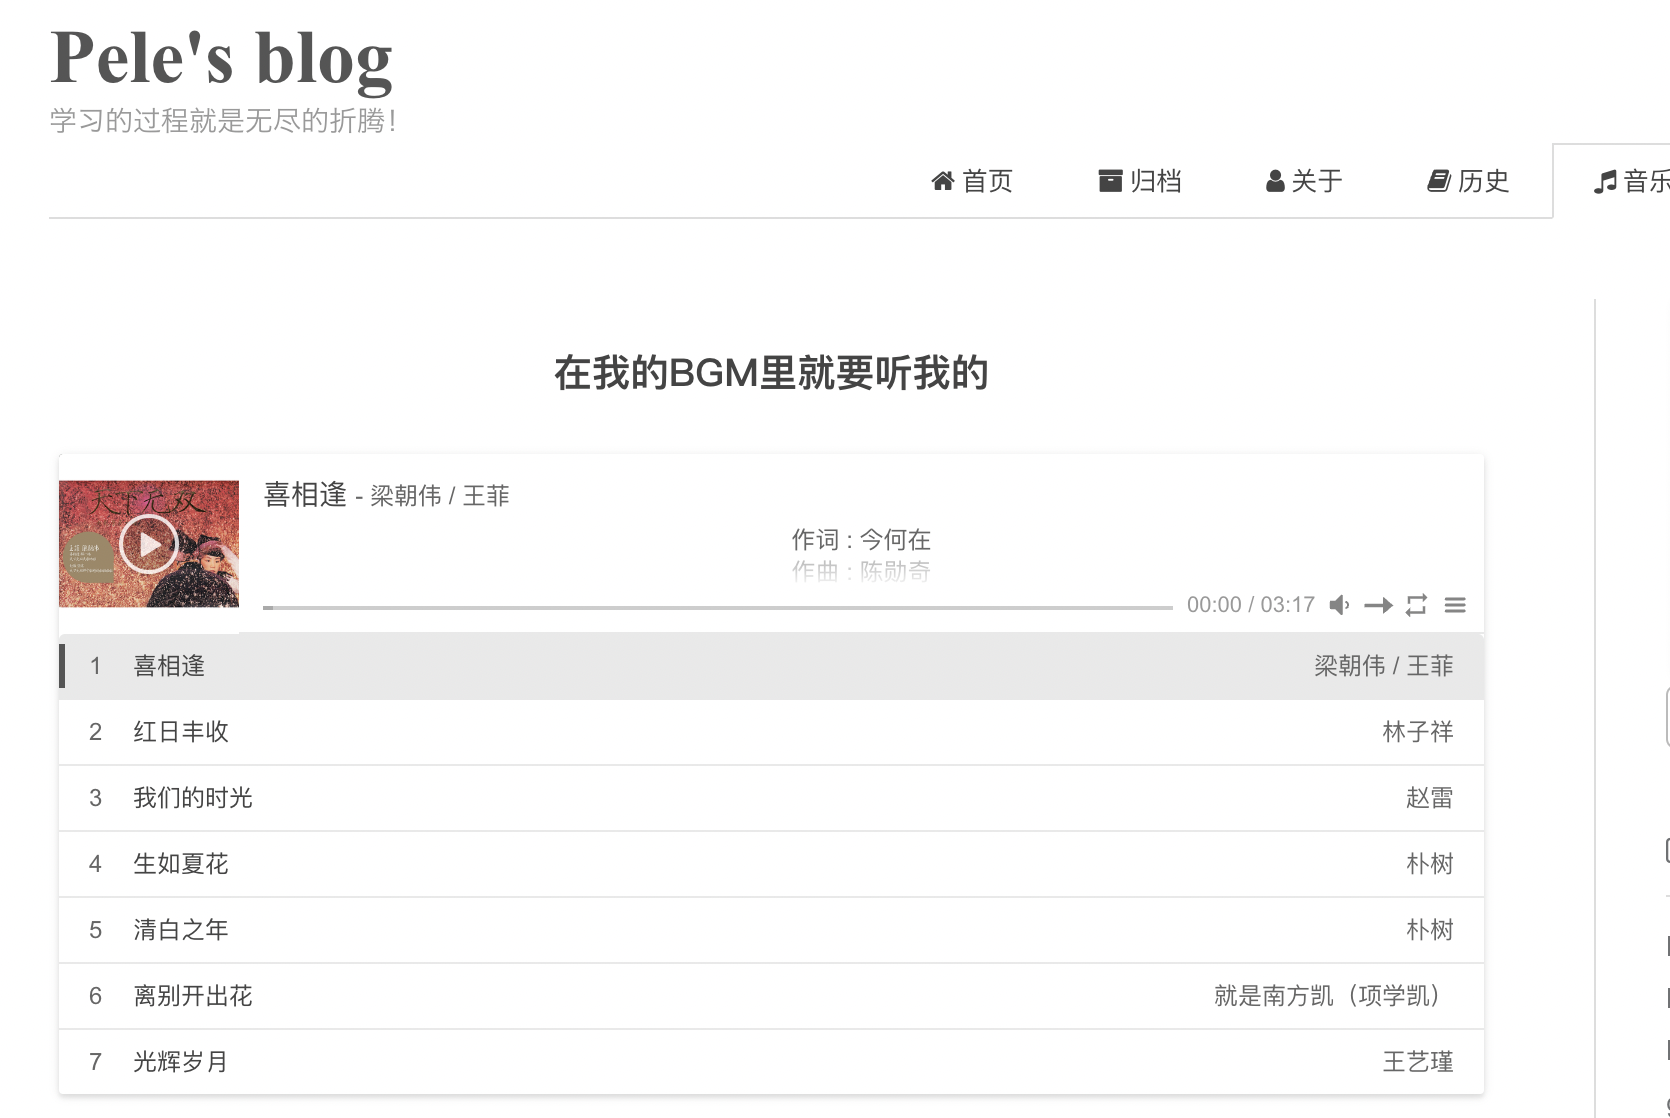 Pele's blog
学习的过程就是无尽的折腾！
首页 归档 关于 历史 音乐
在我的BGM里就要听我的
天下无双
喜相逢 - 梁朝伟 / 王菲
作词 : 今何在
作曲 : 陈勋奇
00:00 / 03:17
1 喜相逢 梁朝伟 / 王菲
2 红日丰收 林子祥
3 我们的时光 赵雷
4 生如夏花 朴树
5 清白之年 朴树
6 离别开出花 就是南方凯（项学凯）
7 光辉岁月 王艺瑾